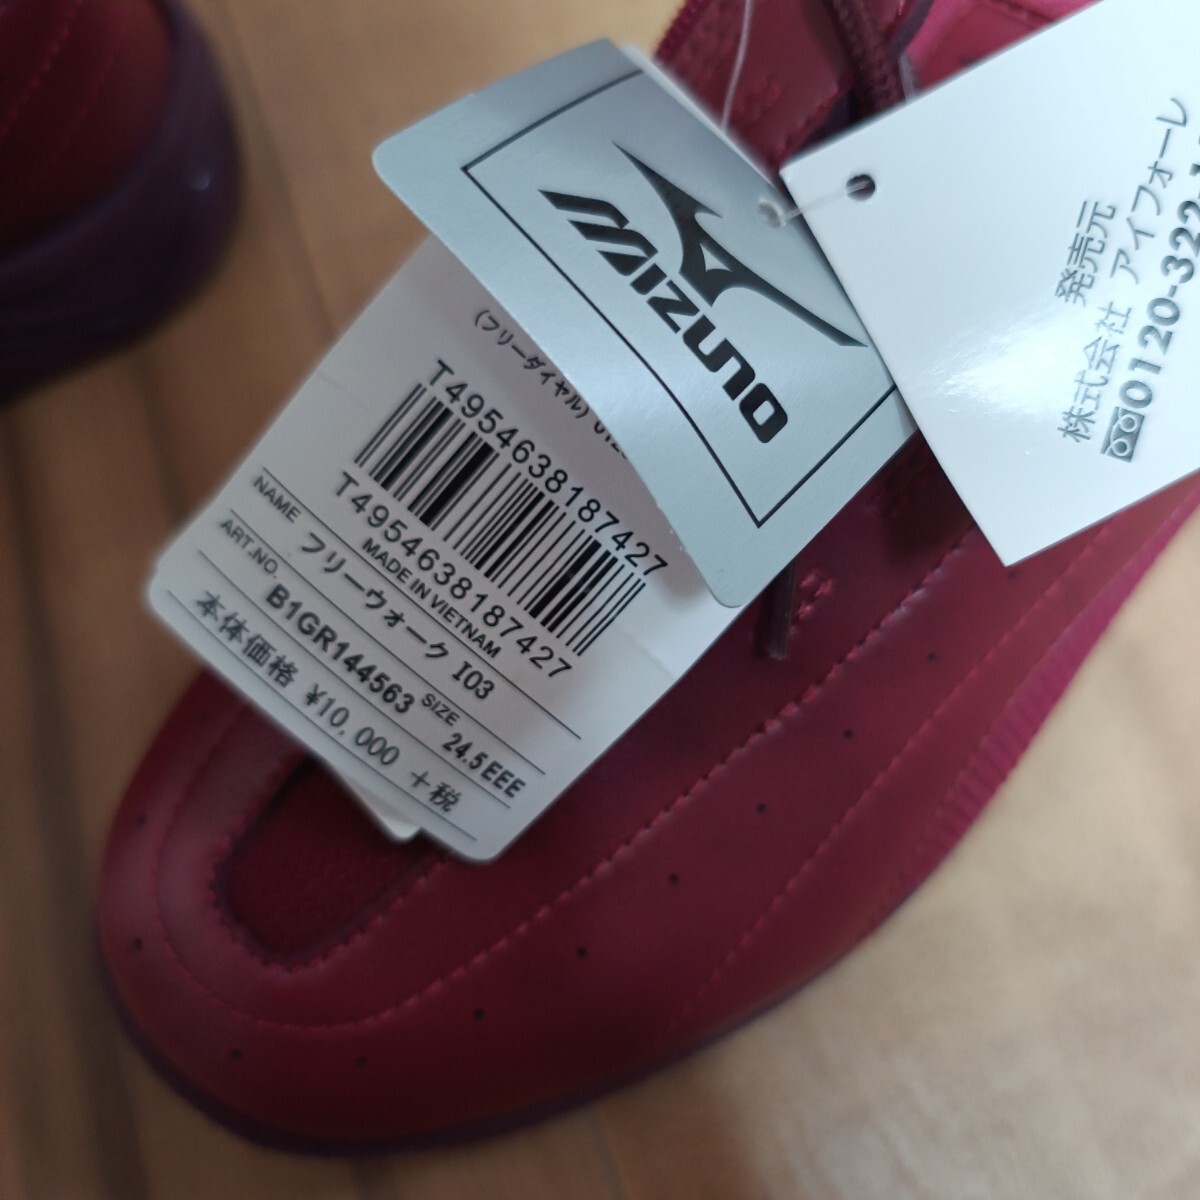 MIZUNO
(フリーダイヤル)
T4954638187427
T4954638187427
MADE IN VIETNAM
NAME フリーウォーク I03
ART.NO. B1GR144563 SIZE 24.5EEE
本体価格 ¥10,000 +税
発売元
株式会社 アイフォーレ
0120-322-